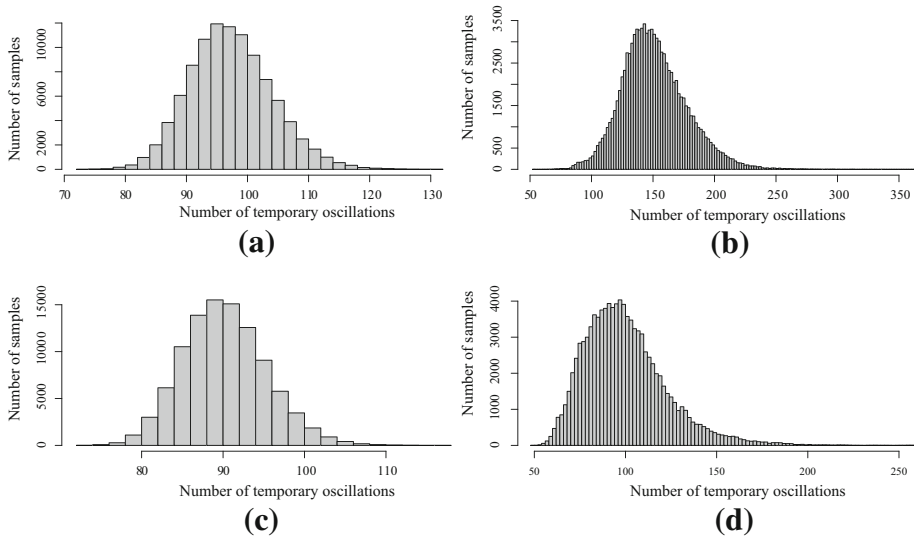 Number of samples
10000
6000
2000
0
70 80 90 100 110 120 130
Number of temporary oscillations
(a)
Number of samples
3500
2500
1500
500
50 100 150 200 250 300 350
Number of temporary oscillations
(b)
Number of samples
15000
10000
5000
0
80 90 100 110
Number of temporary oscillations
(c)
Number of samples
4000
3000
2000
1000
0
50 100 150 200 250
Number of temporary oscillations
(d)